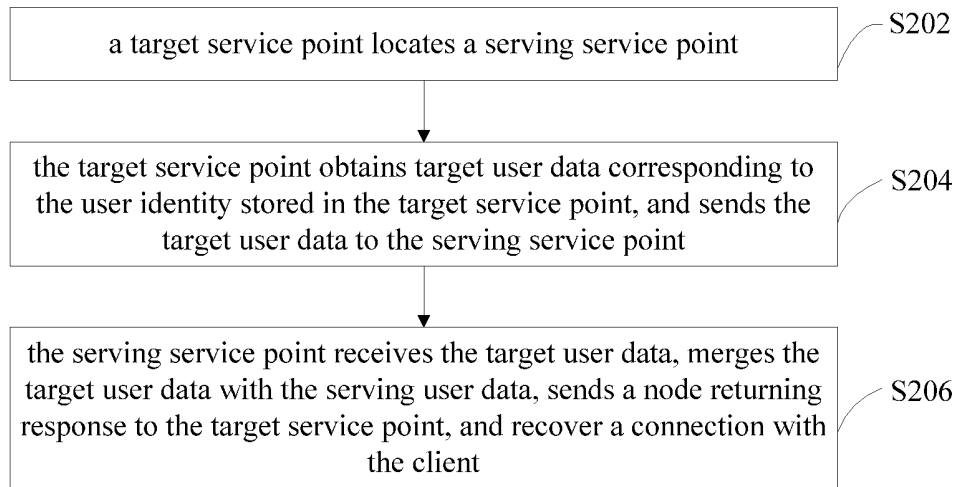 a target service point locates a serving service point
S202
the target service point obtains target user data corresponding to
the user identity stored in the target service point, and sends the
target user data to the serving service point
S204
the serving service point receives the target user data, merges the
target user data with the serving user data, sends a node returning
response to the target service point, and recover a connection with
the client
S206